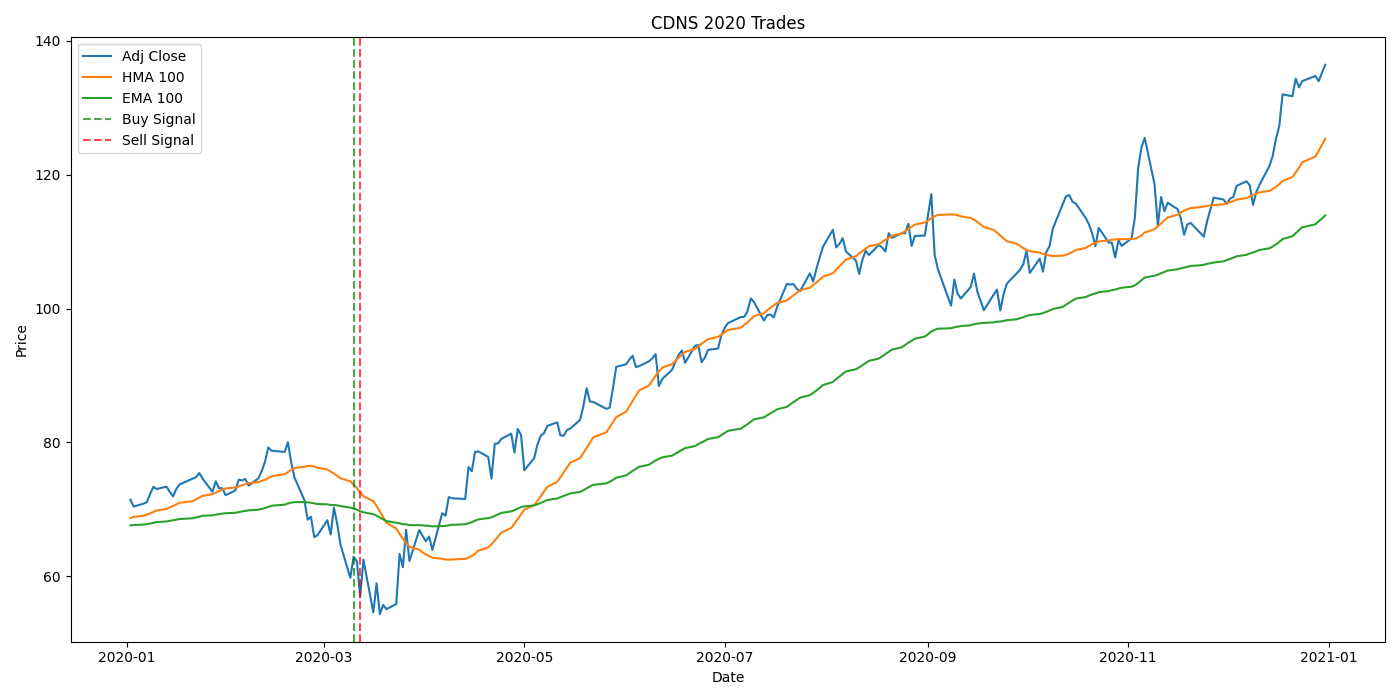 CDNS 2020 Trades
Adj Close
HMA 100
EMA 100
Buy Signal
Sell Signal
Price
140
120
100
80
60
2020-01
2020-03
2020-05
2020-07
2020-09
2020-11
2021-01
Date